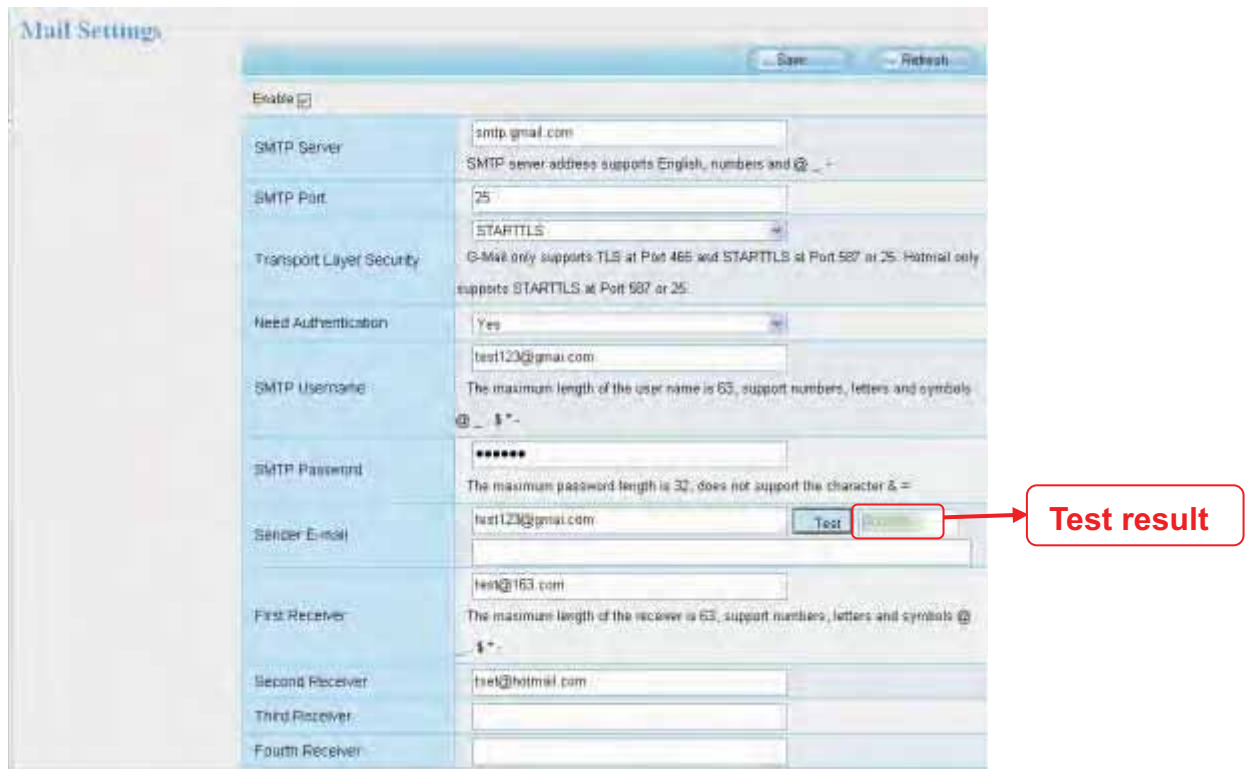 Mail Settings
Save
Refresh
Enable
SMTP Server
smtp.gmail.com
SMTP server address supports English, numbers and @ _ -
SMTP Port
25
STARTTLS
Transport Layer Security
G-Mail only supports TLS at Port 465 and STARTTLS at Port 587 or 25. Hotmail only
supports STARTTLS at Port 587 or 25.
Need Authentication
Yes
test123@gmai.com
SMTP Username
The maximum length of the user name is 63, support numbers, letters and symbols
@ _ . $ * -
SMTP Password
••••••
The maximum password length is 32, does not support the character & =
Sender E-mail
test123@gmai.com
Test
Test result
test@163.com
First Receiver
The maximum length of the receiver is 63, support numbers, letters and symbols @
_ . $ * -
Second Receiver
tset@hotmail.com
Third Receiver
Fourth Receiver